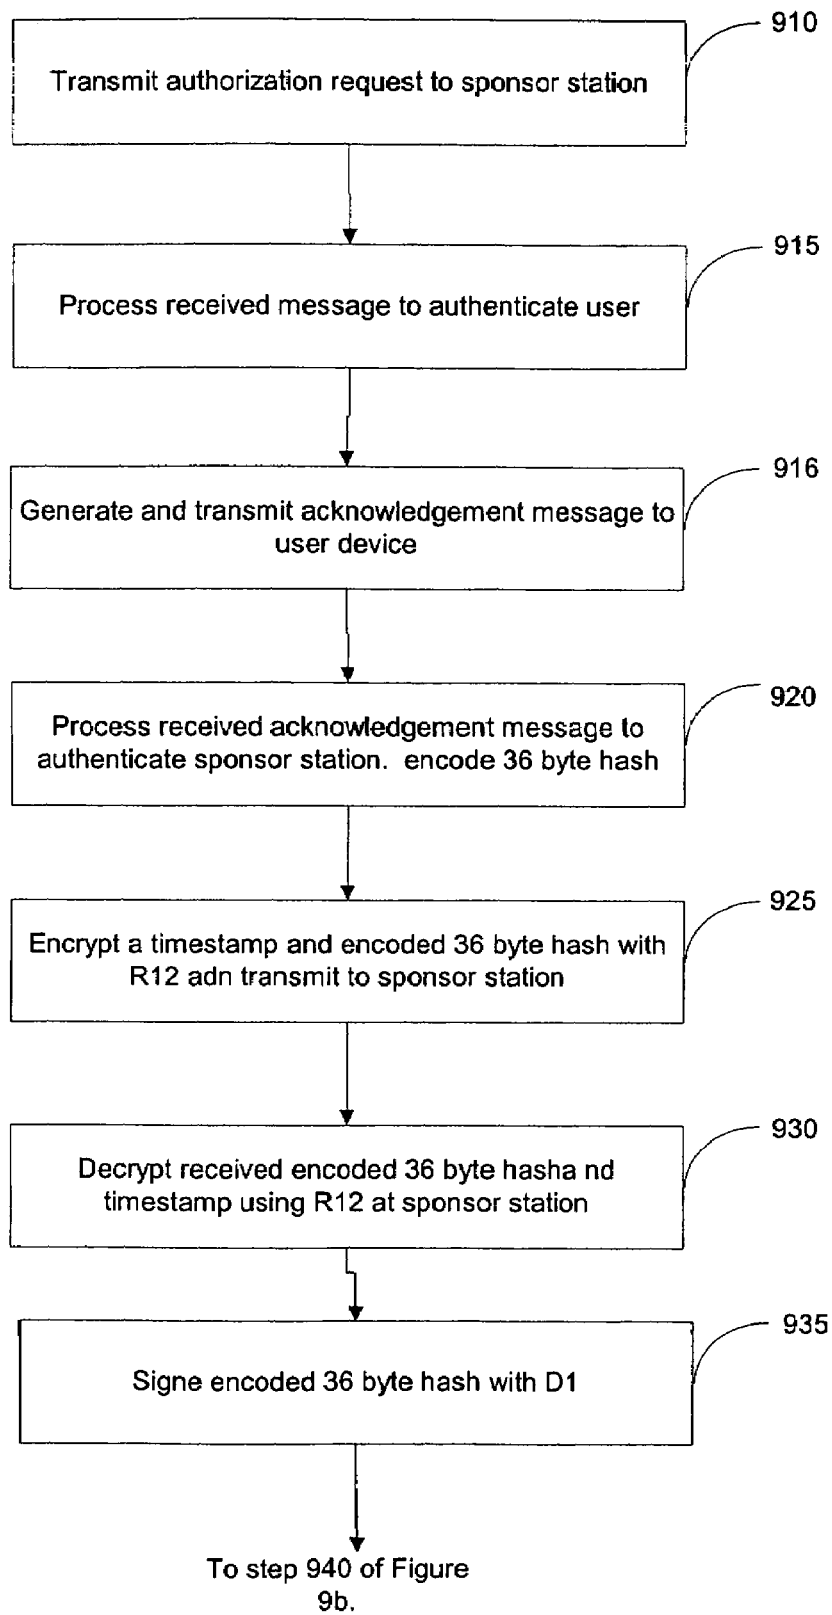 910
Transmit authorization request to sponsor station
915
Process received message to authenticate user
916
Generate and transmit acknowledgement message to
user device
920
Process received acknowledgement message to
authenticate sponsor station. encode 36 byte hash
925
Encrypt a timestamp and encoded 36 byte hash with
R12 adn transmit to sponsor station
930
Decrypt received encoded 36 byte hasha nd
timestamp using R12 at sponsor station
935
Signe encoded 36 byte hash with D1
To step 940 of Figure
9b.